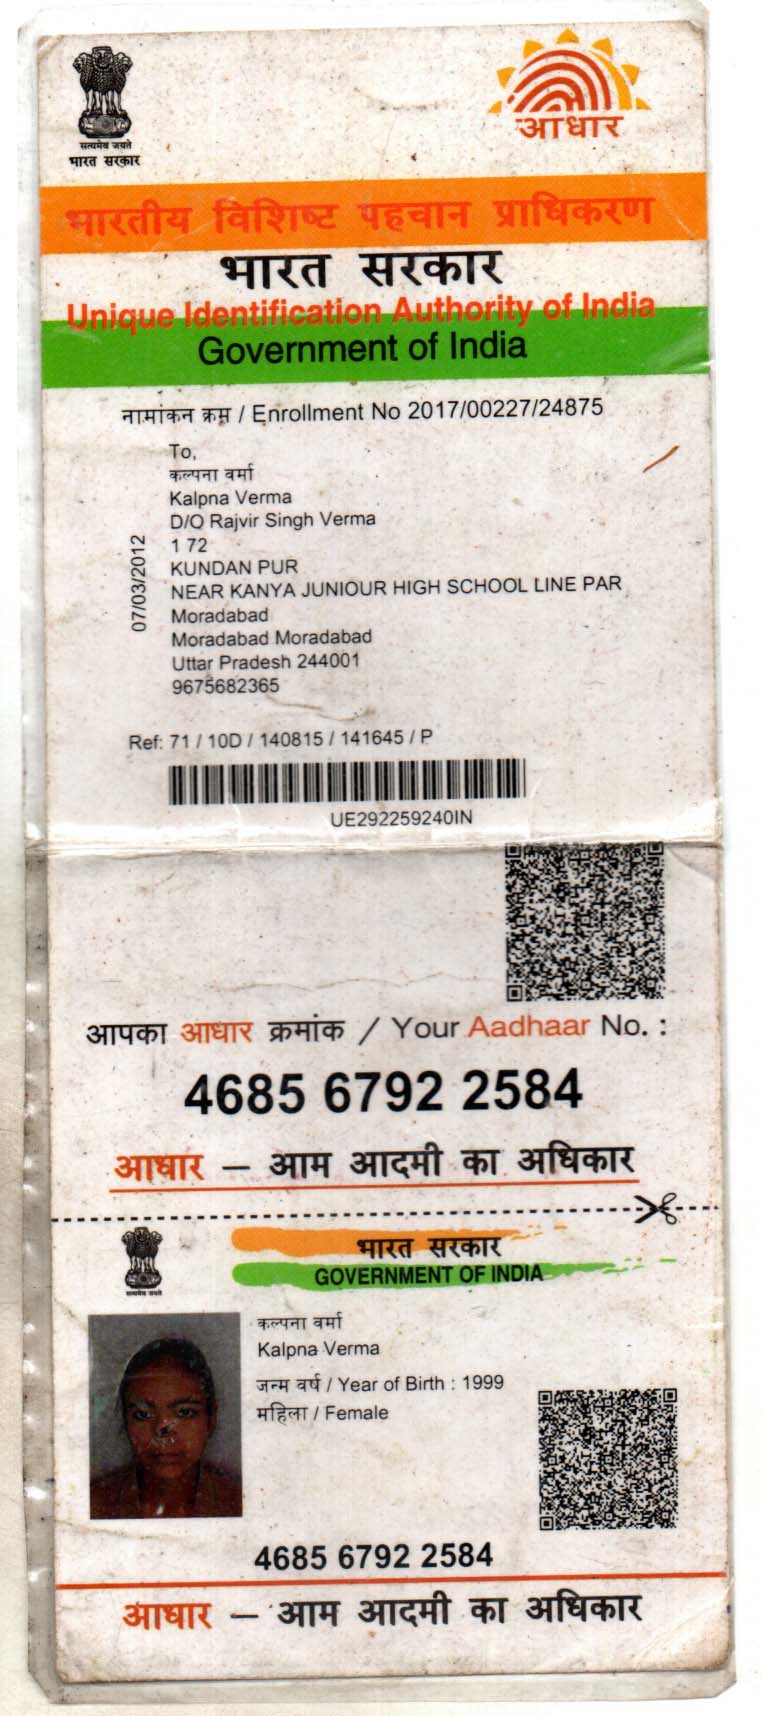 सत्यमेव जयते
भारत सरकार
आधार
भारतीय विशिष्ट पहचान प्राधिकरण
भारत सरकार
Unique Identification Authority of India
Government of India
नामांकन क्रम / Enrollment No 2017/00227/24875
To,
कल्पना वर्मा
Kalpna Verma
D/O Rajvir Singh Verma
1 72
KUNDAN PUR
NEAR KANYA JUNIOUR HIGH SCHOOL LINE PAR
Moradabad
Moradabad Moradabad
Uttar Pradesh 244001
9675682365
07/03/2012
Ref: 71 / 10D / 140815 / 141645 / P
UE292259240IN
आपका आधार क्रमांक / Your Aadhaar No. :
4685 6792 2584
आधार – आम आदमी का अधिकार
सत्यमेव जयते
भारत सरकार
GOVERNMENT OF INDIA
कल्पना वर्मा
Kalpna Verma
जन्म वर्ष / Year of Birth : 1999
महिला / Female
4685 6792 2584
आधार – आम आदमी का अधिकार